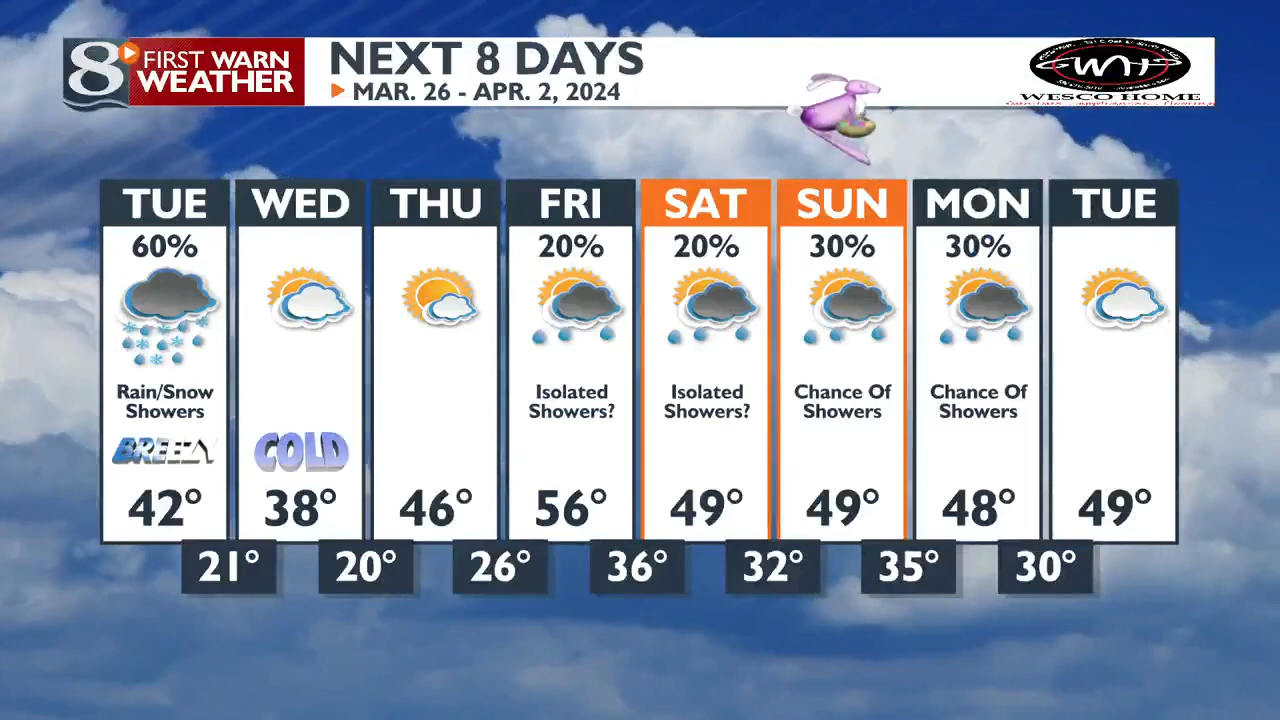 8 FIRST WARN
WEATHER
NEXT 8 DAYS
MAR. 26 - APR. 2, 2024
WH
WESCO HOME
TUE WED THU FRI SAT SUN MON TUE
60% 20% 20% 30% 30%
Rain/Snow Isolated Isolated Chance Of Chance Of
Showers Showers? Showers? Showers Showers
BREEZY COLD
42° 38° 46° 56° 49° 49° 48° 49°
21° 20° 26° 36° 32° 35° 30°